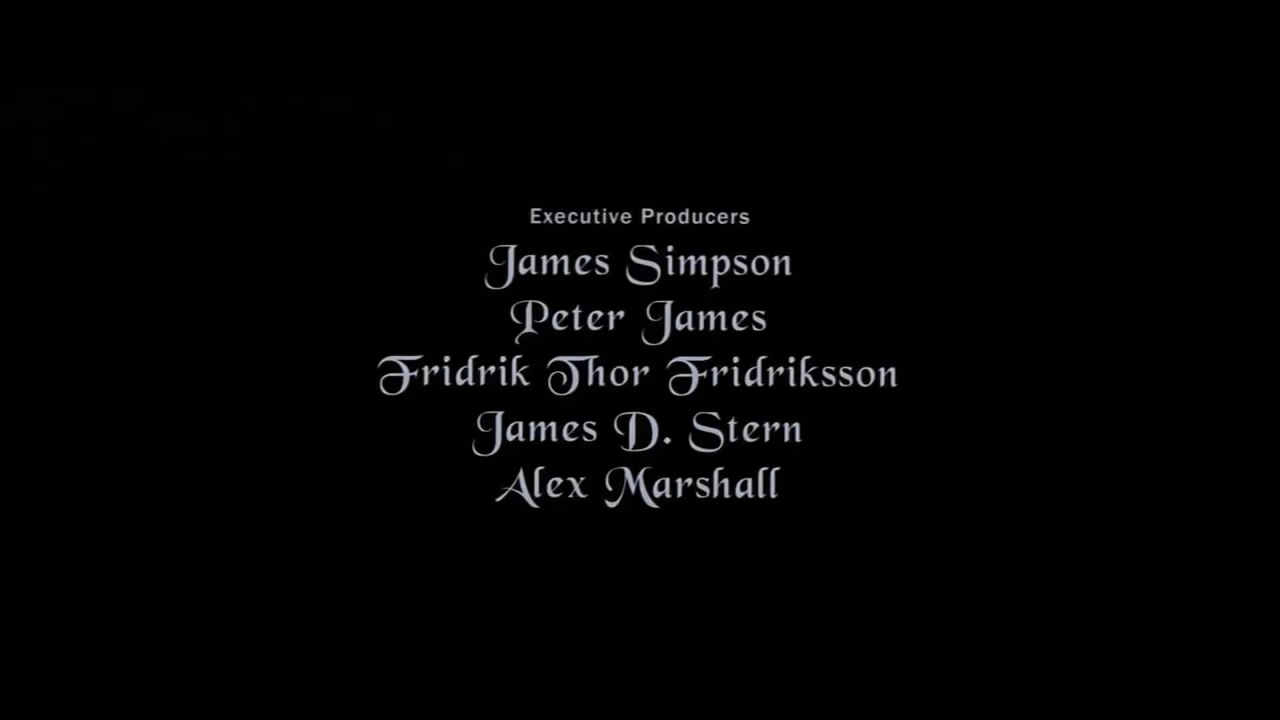 Executive Producers
James Simpson
Peter James
Fridrik Thor Fridriksson
James D. Stern
Alex Marshall